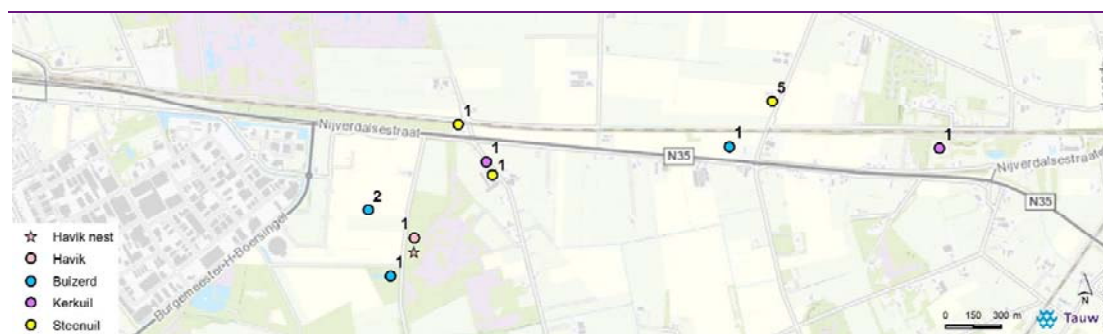 5
1
Nijverdalsestraat
1
1
1
1
N35
Nijverdalsestraat
2
N35
1
Burgemeester-H-Boersingel
1
Havik nest
Havik
Buizerd
Kerkuil
Steenuil
0 150 300 m
N
Tauw